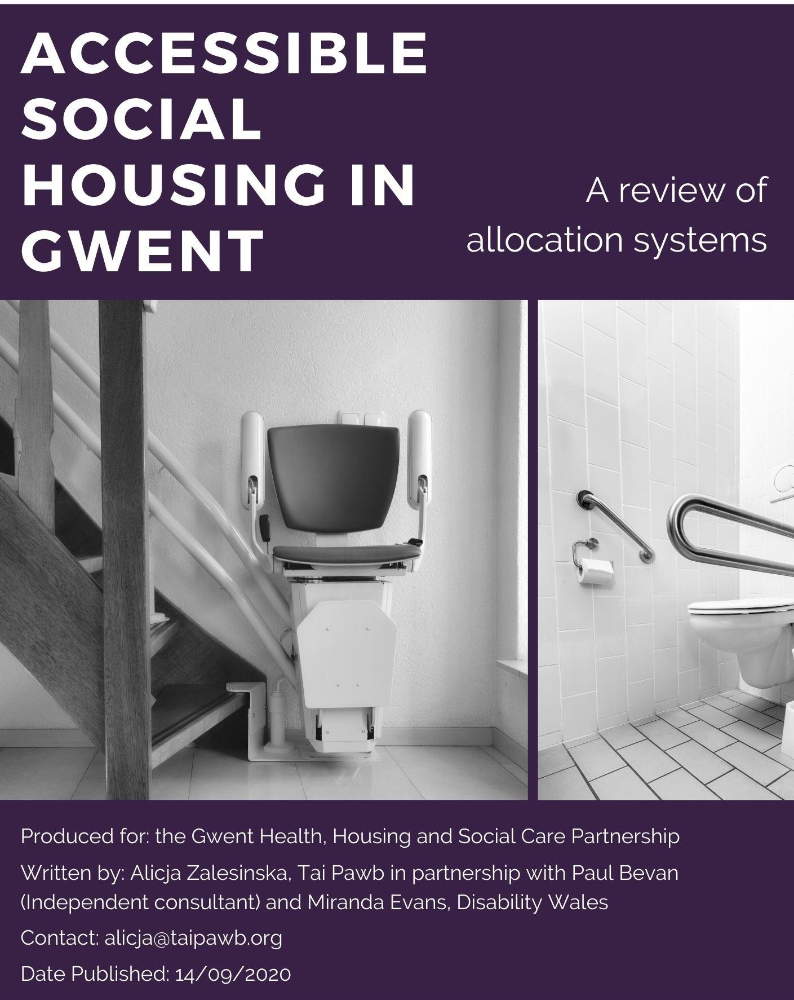 ACCESSIBLE
SOCIAL
HOUSING IN
GWENT
A review of
allocation systems
Produced for: the Gwent Health, Housing and Social Care Partnership
Written by: Alicja Zalesinska, Tai Pawb in partnership with Paul Bevan
(Independent consultant) and Miranda Evans, Disability Wales
Contact: alicja@taipawb.org
Date Published: 14/09/2020